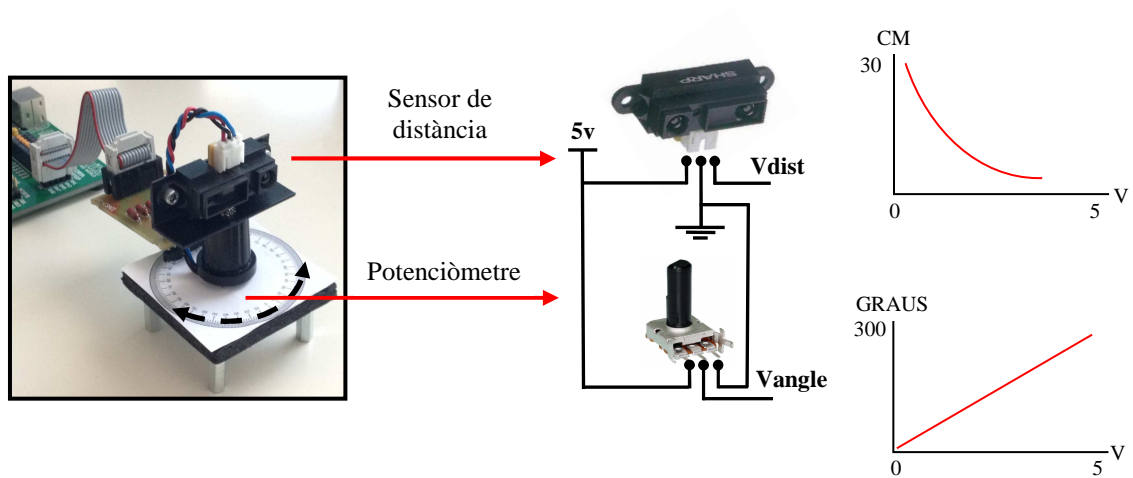 Sensor de
distància
Potenciòmetre
SHARP
5v
Vdist
Vangle
CM
30
0
5
V
GRAUS
300
0
5
V